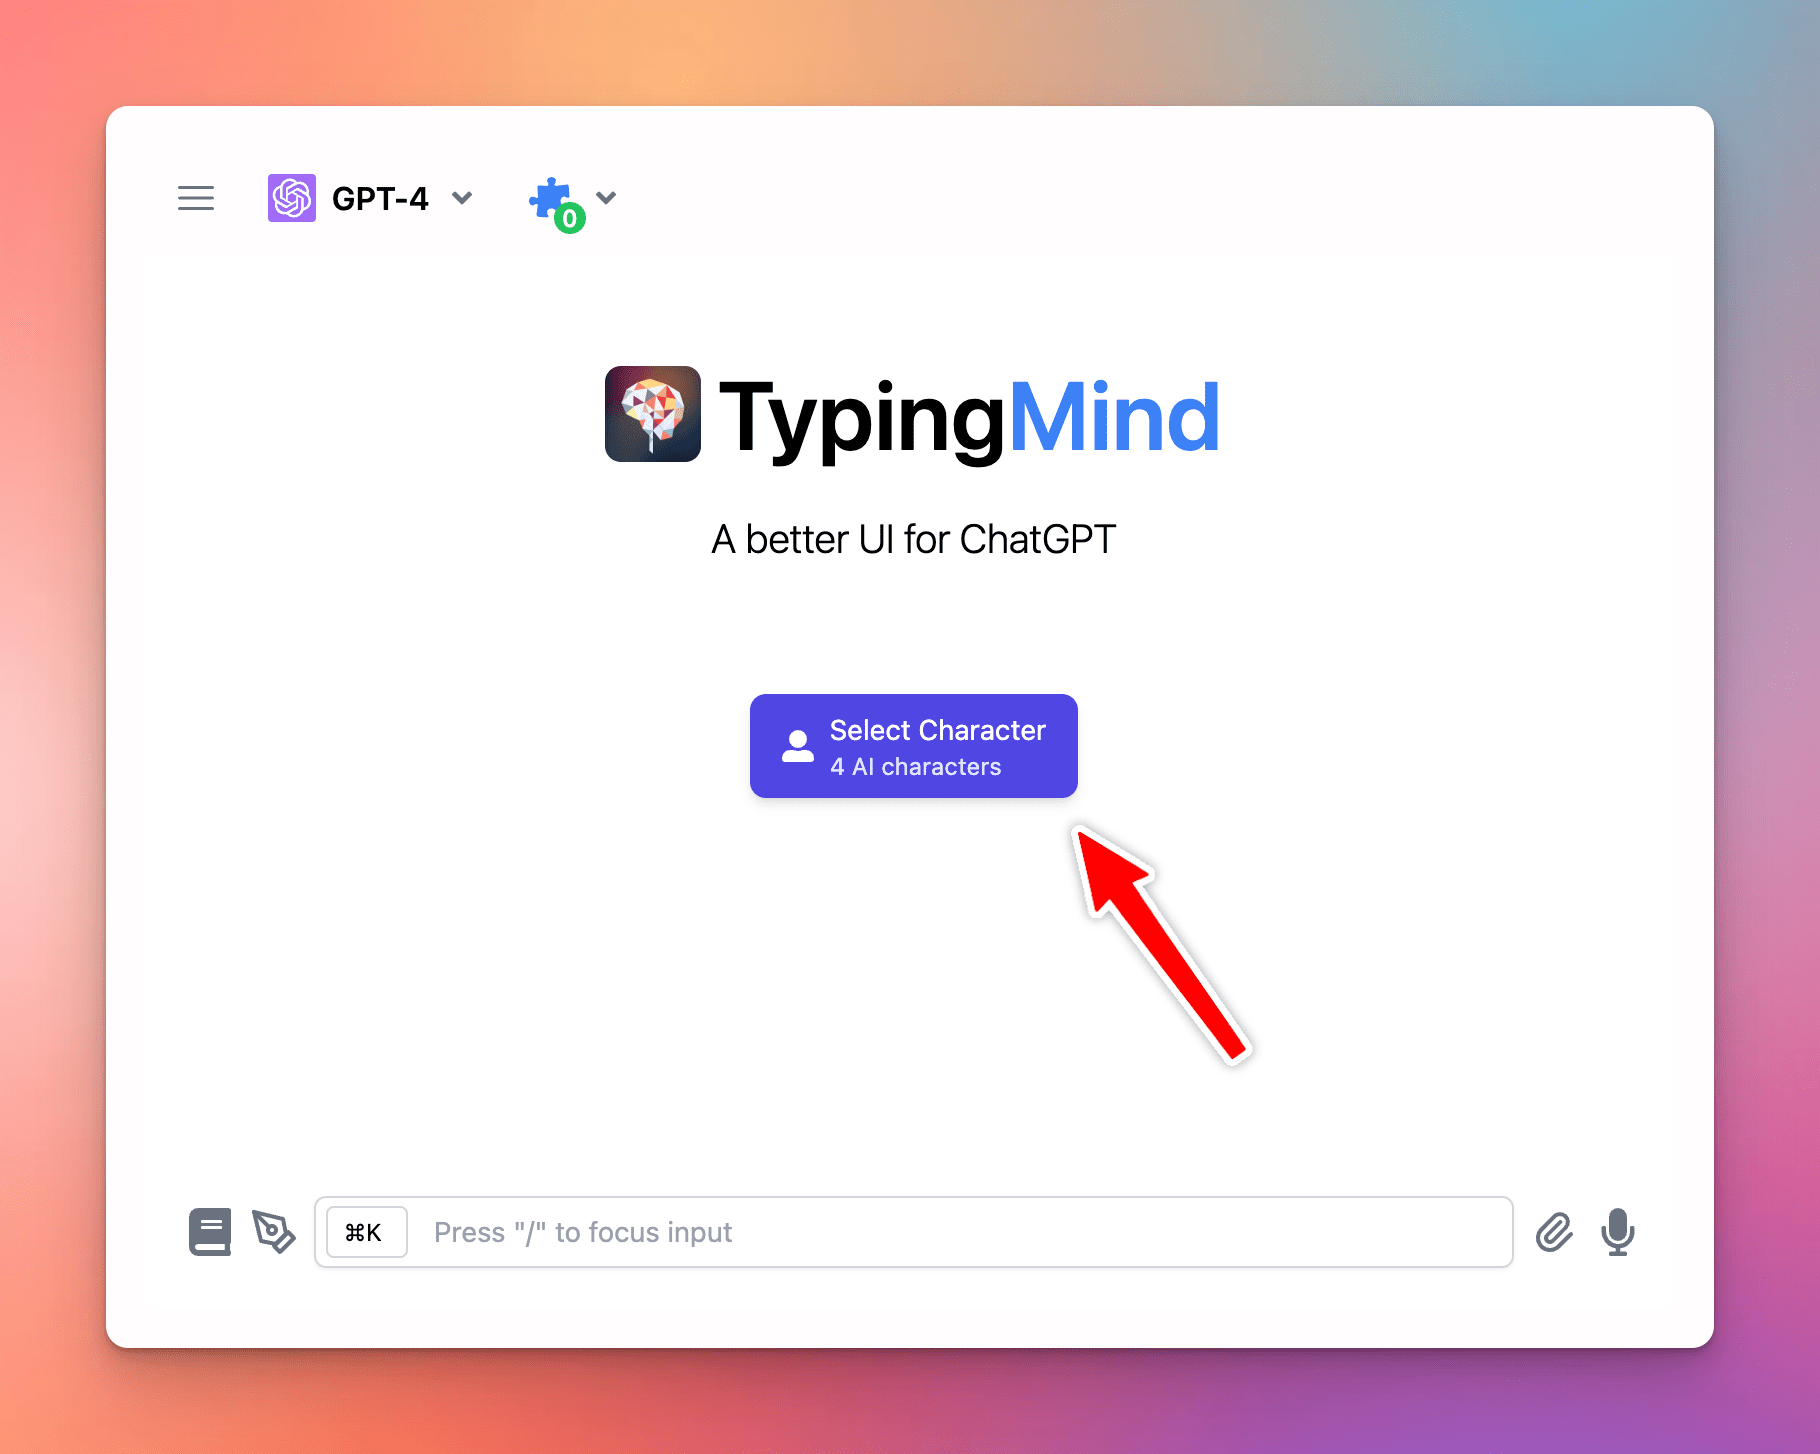 GPT-4
0
TypingMind
A better UI for ChatGPT
Select Character
4 AI characters
⌘K
Press "/" to focus input